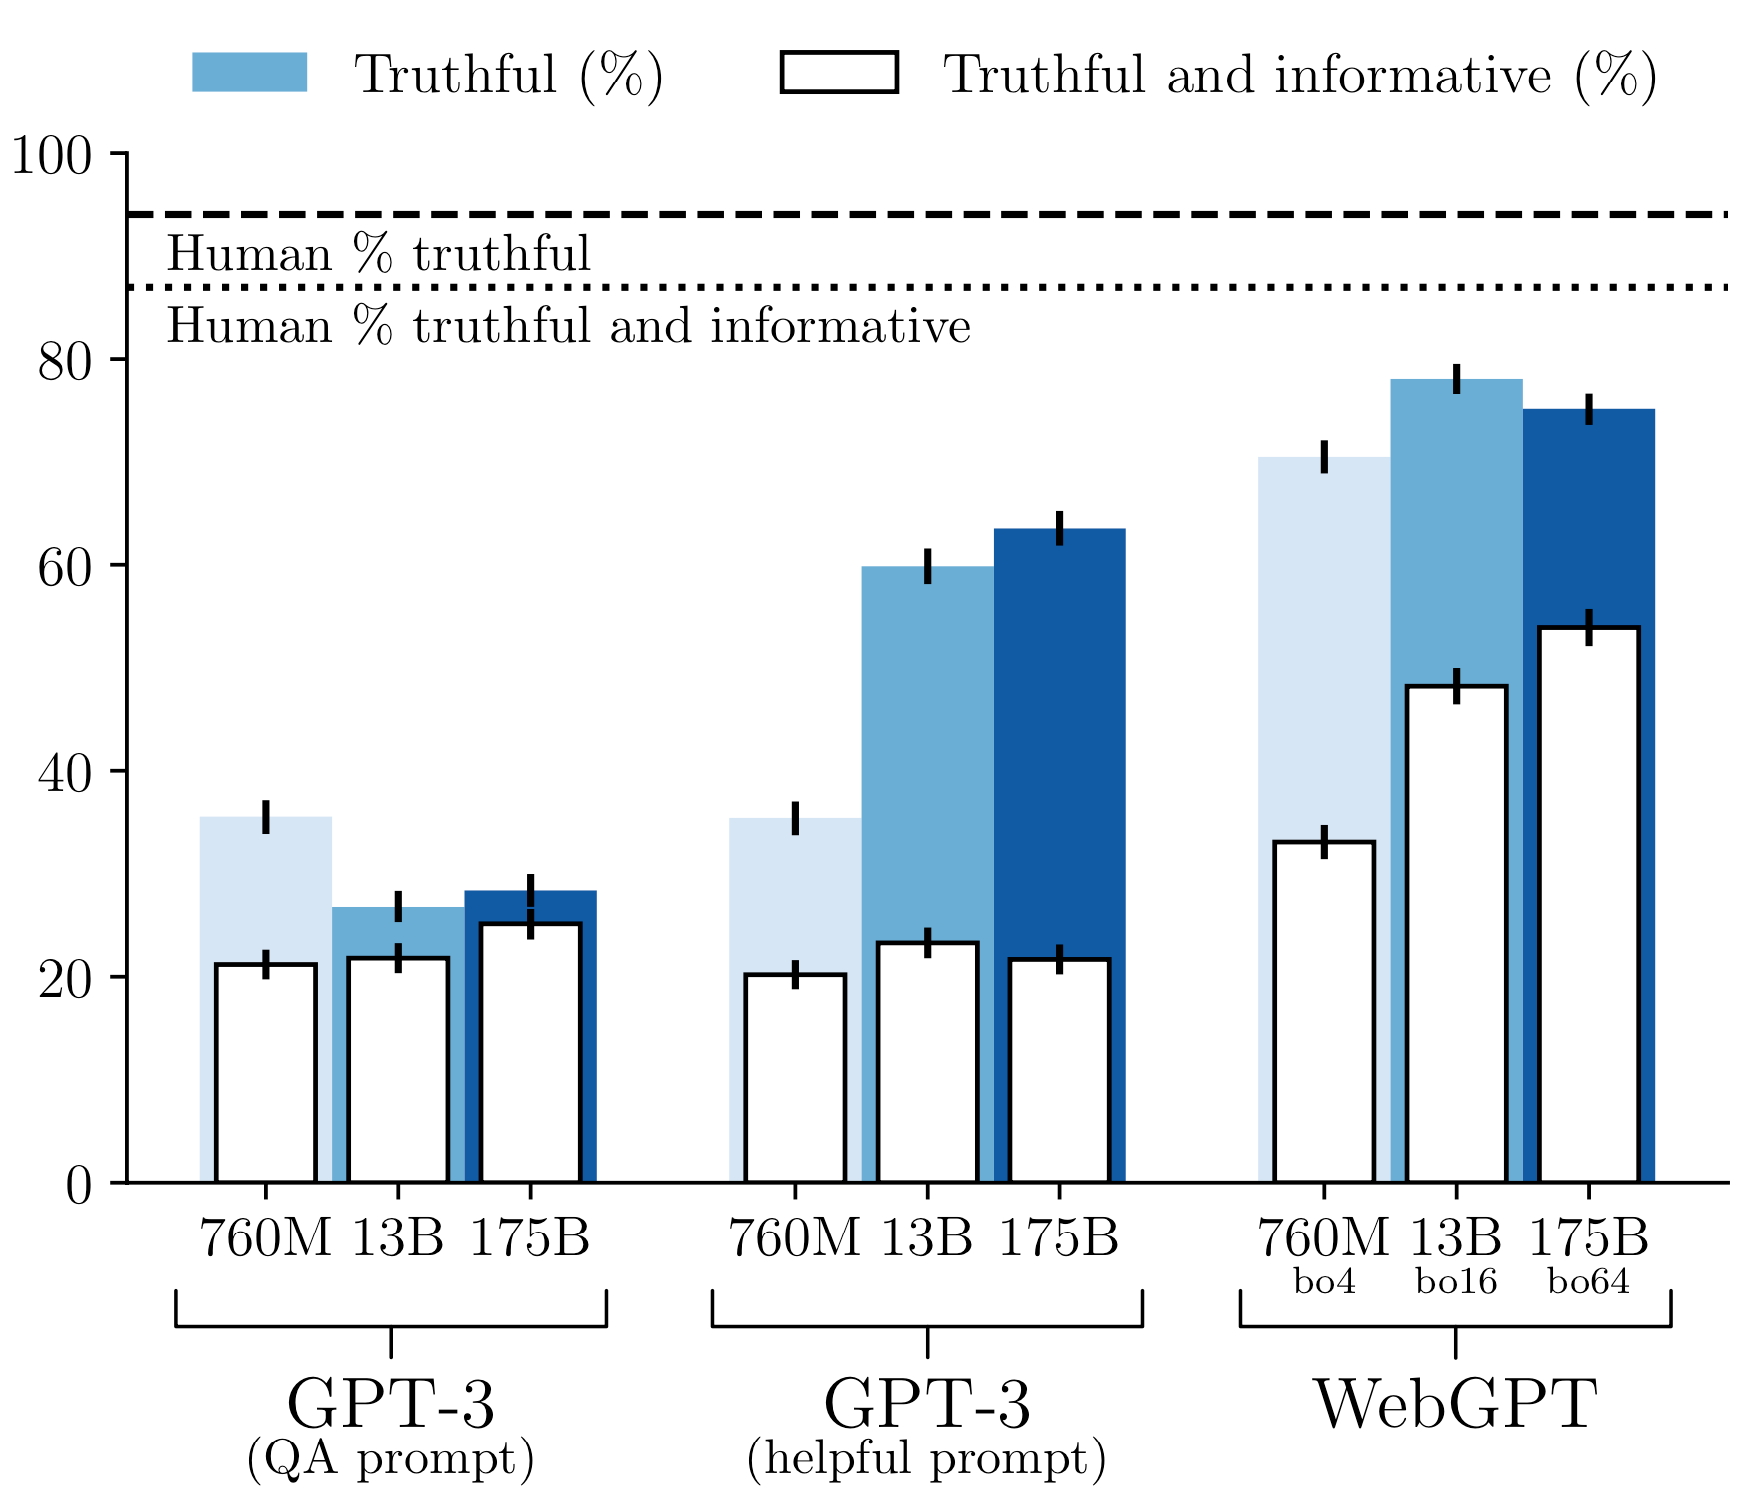 Truthful (%) Truthful and informative (%)
100
Human % truthful
Human % truthful and informative
80
60
40
20
0
760M 13B 175B 760M 13B 175B 760M 13B 175B
bo4 bo16 bo64
GPT-3 GPT-3 WebGPT
(QA prompt) (helpful prompt)